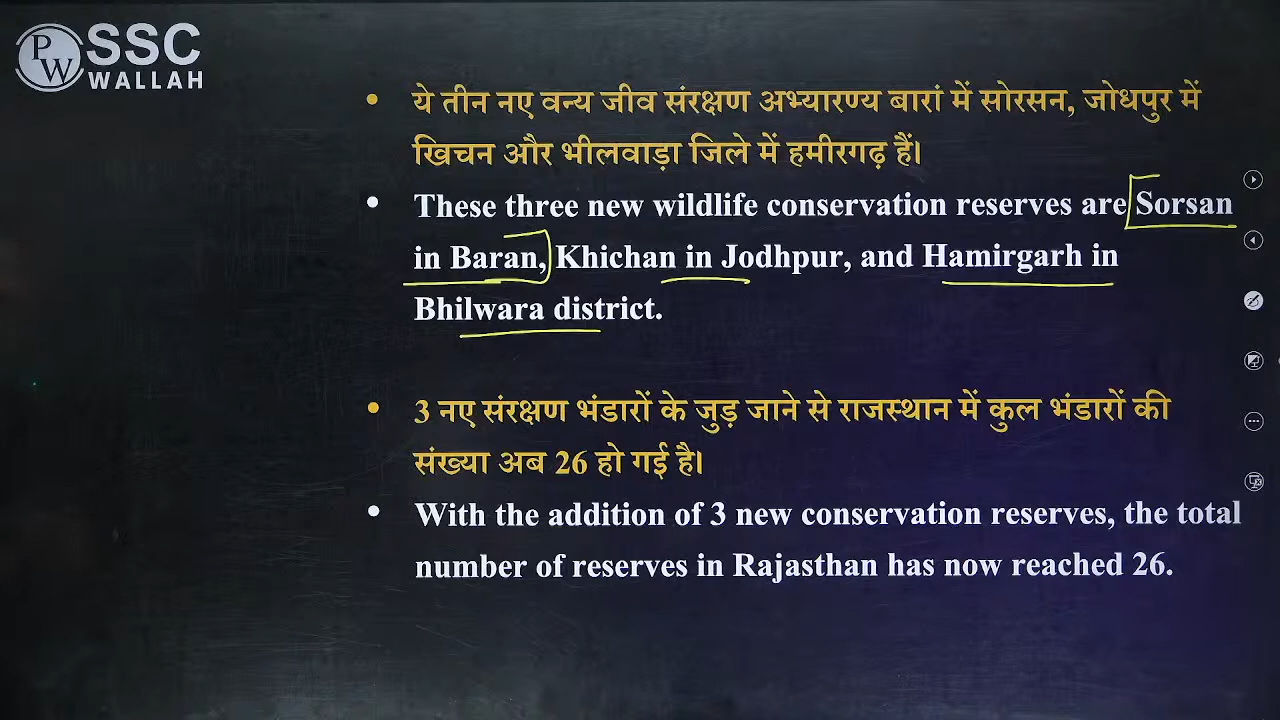 PW SSC
WALLAH
• ये तीन नए वन्य जीव संरक्षण अभ्यारण्य बारां में सोरसन, जोधपुर में
खिचन और भीलवाड़ा जिले में हमीरगढ़ हैं।
• These three new wildlife conservation reserves are Sorsan
in Baran, Khichan in Jodhpur, and Hamirgarh in
Bhilwara district.
• 3 नए संरक्षण भंडारों के जुड़ जाने से राजस्थान में कुल भंडारों की
संख्या अब 26 हो गई है।
• With the addition of 3 new conservation reserves, the total
number of reserves in Rajasthan has now reached 26.